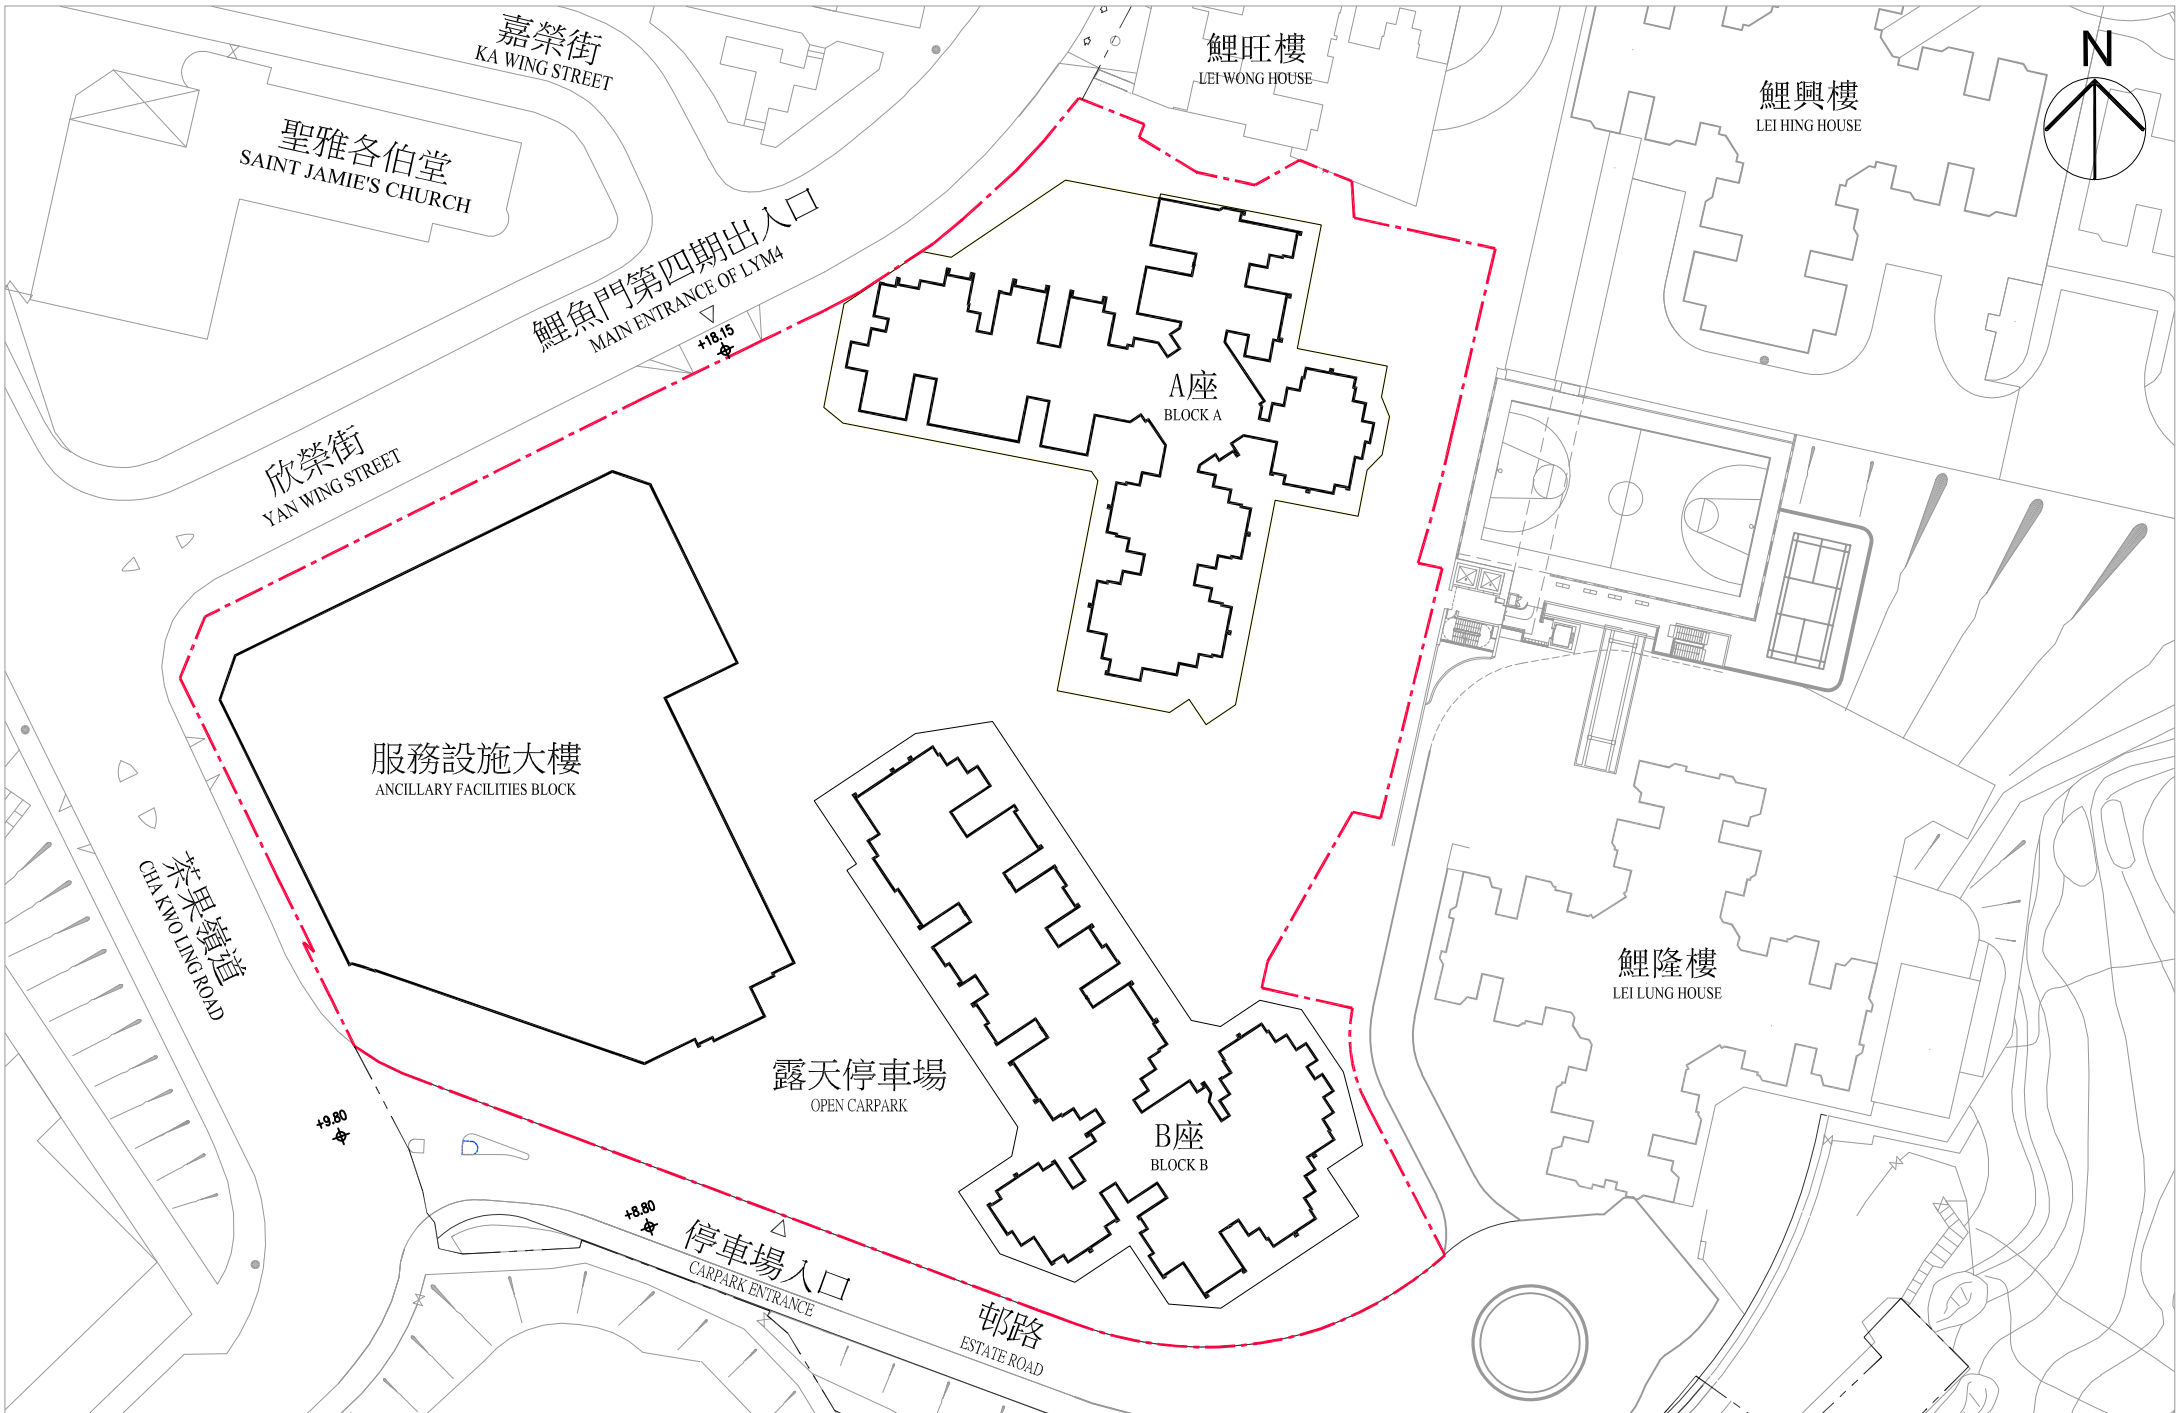 嘉榮街
KA WING STREET
鯉旺樓
LEI WONG HOUSE
N
鯉興樓
LEI HING HOUSE
聖雅各伯堂
SAINT JAMIE'S CHURCH
鯉魚門第四期出入口
MAIN ENTRANCE OF LYM4
+18.15
A座
BLOCK A
欣榮街
YAN WING STREET
服務設施大樓
ANCILLARY FACILITIES BLOCK
茶果嶺道
CHA KWO LING ROAD
鯉隆樓
LEI LUNG HOUSE
露天停車場
OPEN CARPARK
+9.80
B座
BLOCK B
+8.80
停車場入口
CARPARK ENTRANCE
邨路
ESTATE ROAD